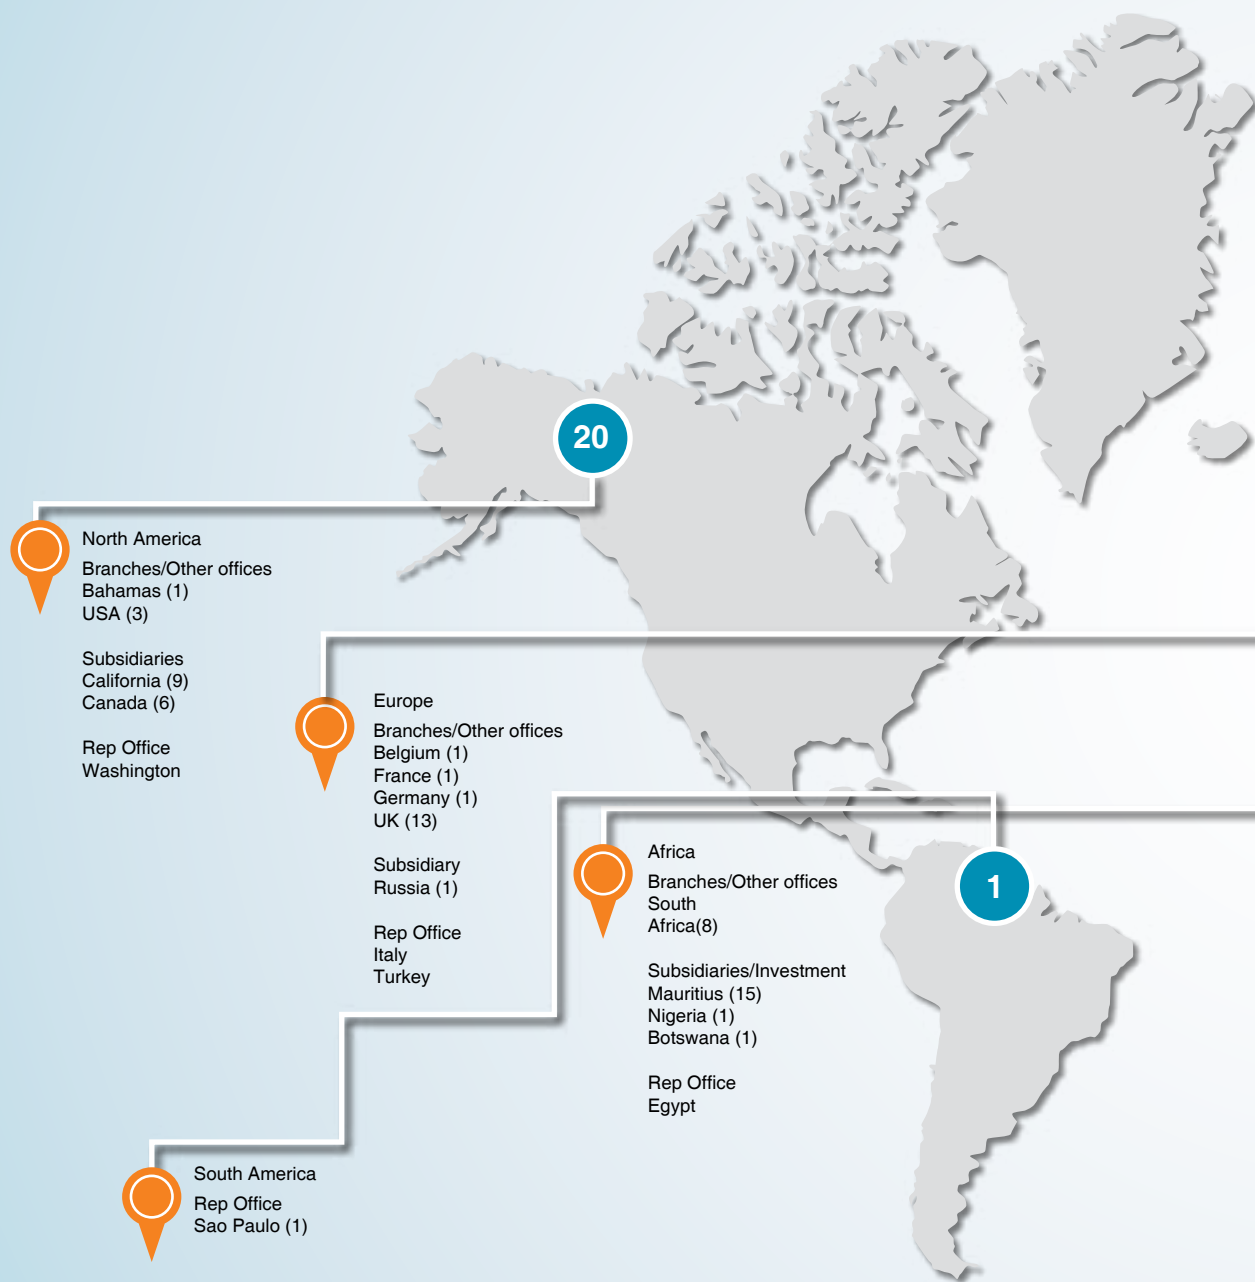 20
North America
Branches/Other offices
Bahamas (1)
USA (3)
Subsidiaries
California (9)
Canada (6)
Rep Office
Washington
Europe
Branches/Other offices
Belgium (1)
France (1)
Germany (1)
UK (13)
Subsidiary
Russia (1)
Rep Office
Italy
Turkey
Africa
Branches/Other offices
South
Africa(8)
Subsidiaries/Investment
Mauritius (15)
Nigeria (1)
Botswana (1)
Rep Office
Egypt
1
South America
Rep Office
Sao Paulo (1)